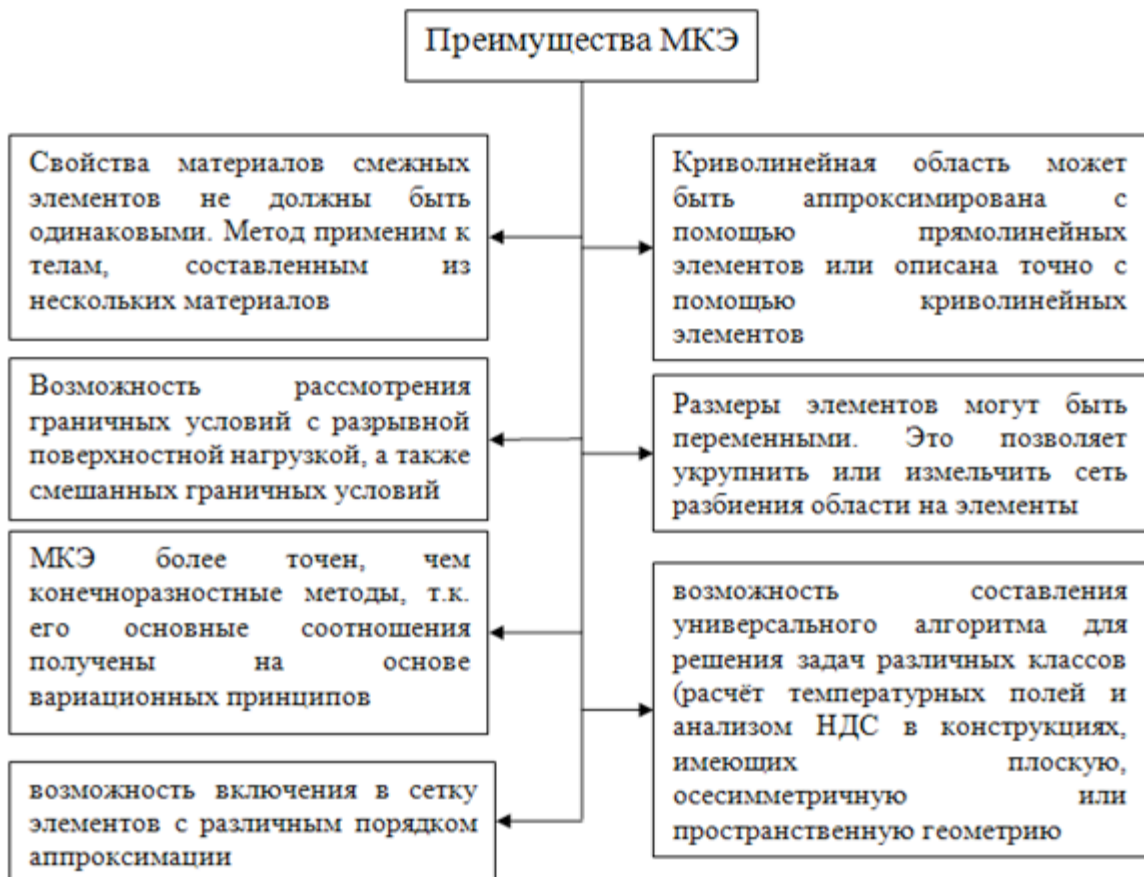 Преимущества МКЭ
Свойства материалов смежных
элементов не должны быть
одинаковыми. Метод применим к
телам, составленным из
нескольких материалов
Возможность рассмотрения
граничных условий с разрывной
поверхностной нагрузкой, а также
смешанных граничных условий
МКЭ более точен, чем
конечноразностные методы, т.к.
его основные соотношения
получены на основе
вариационных принципов
возможность включения в сетку
элементов с различным порядком
аппроксимации
Криволинейная область может
быть аппроксимирована с
помощью прямолинейных
элементов или описана точно с
помощью криволинейных
элементов
Размеры элементов могут быть
переменными. Это позволяет
укрупнить или измельчить сеть
разбиения области на элементы
возможность составления
универсального алгоритма для
решения задач различных классов
(расчёт температурных полей и
анализом НДС в конструкциях,
имеющих плоскую,
осесимметричную или
пространственную геометрию